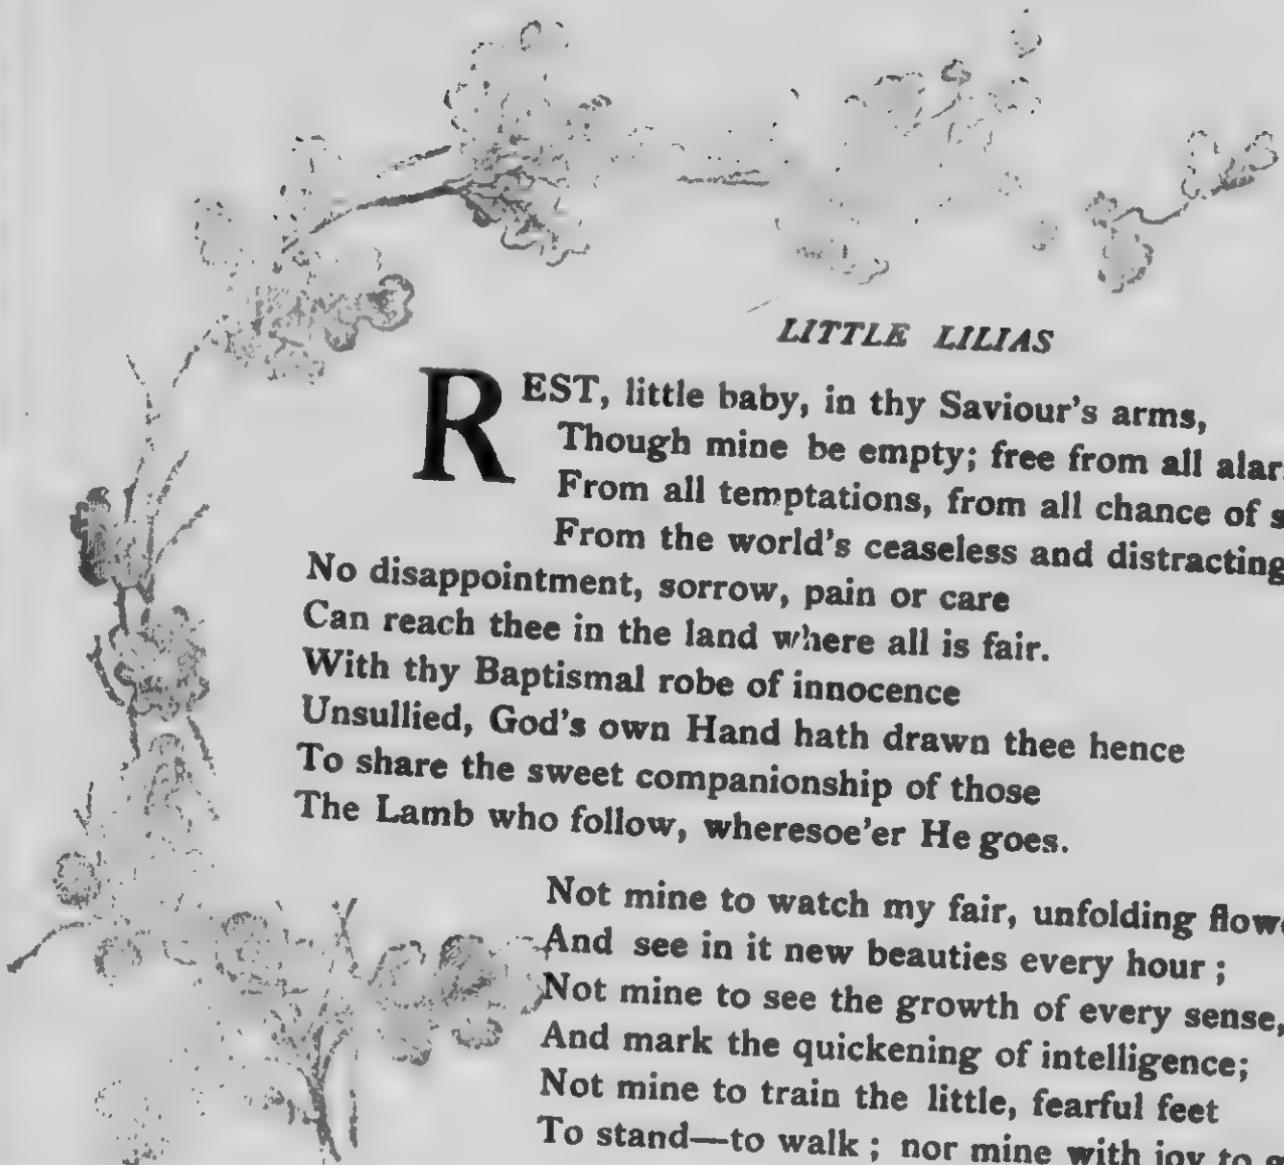 LITTLE LILIAS
REST, little baby, in thy Saviour's arms,
Though mine be empty; free from all
From all temptations, from all chance of
From the world's ceaseless and distracting
No disappointment, sorrow, pain or care
Can reach thee in the land where all is fair.
With thy Baptismal robe of innocence
Unsullied, God's own Hand hath drawn thee hence
To share the sweet companionship of those
The Lamb who follow, wheresoe'er He goes.
Not mine to watch my fair, unfolding
And see in it new beauties every hour ;
Not mine to see the growth of every sense,
And mark the quickening of intelligence;
Not mine to train the little, fearful feet
To stand—to walk ; nor mine with joy to